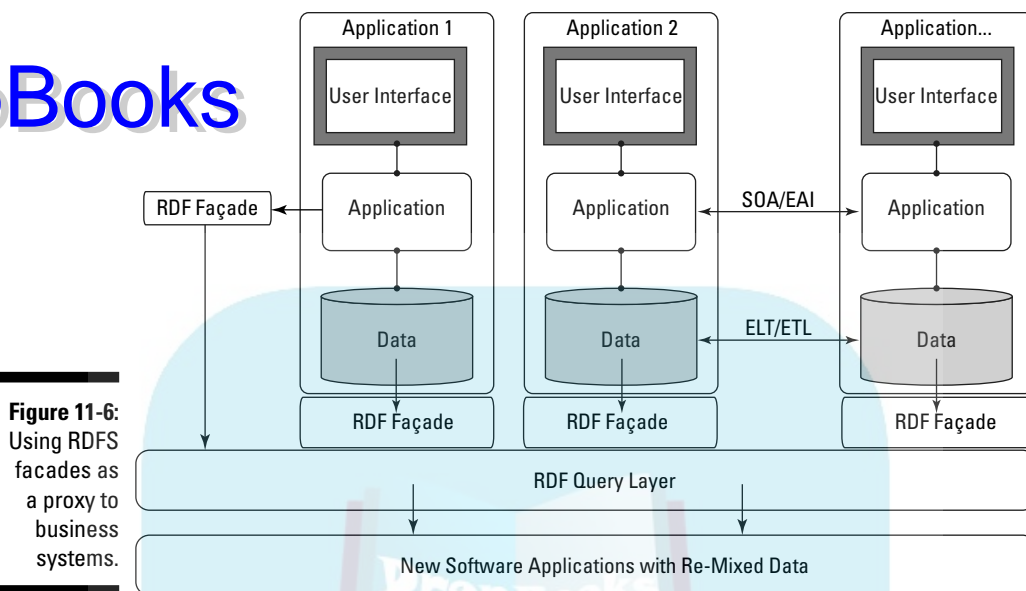 Application 1
Application 2
Application...
Books
User Interface
User Interface
User Interface
RDF Façade
Application
Application
SOA/EAI
Application
Data
Data
ELT/ETL
Data
RDF Façade
RDF Façade
RDF Façade
Figure 11-6:
Using RDFS
facades as
a proxy to
business
systems.
RDF Query Layer
New Software Applications with Re-Mixed Data